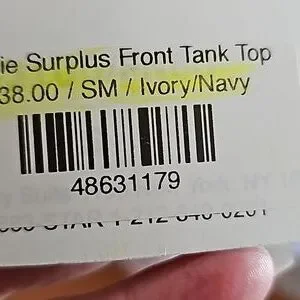 ie Surplus Front Tank Top
38.00 / SM / Ivory/Navy
48631179